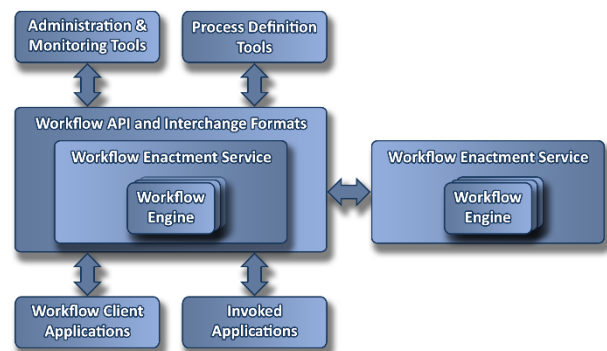 Administration &
Monitoring Tools
Process Definition
Tools
Workflow API and Interchange Formats
Workflow Enactment Service
Workflow
Engine
Workflow Enactment Service
Workflow
Engine
Workflow Client
Applications
Invoked
Applications